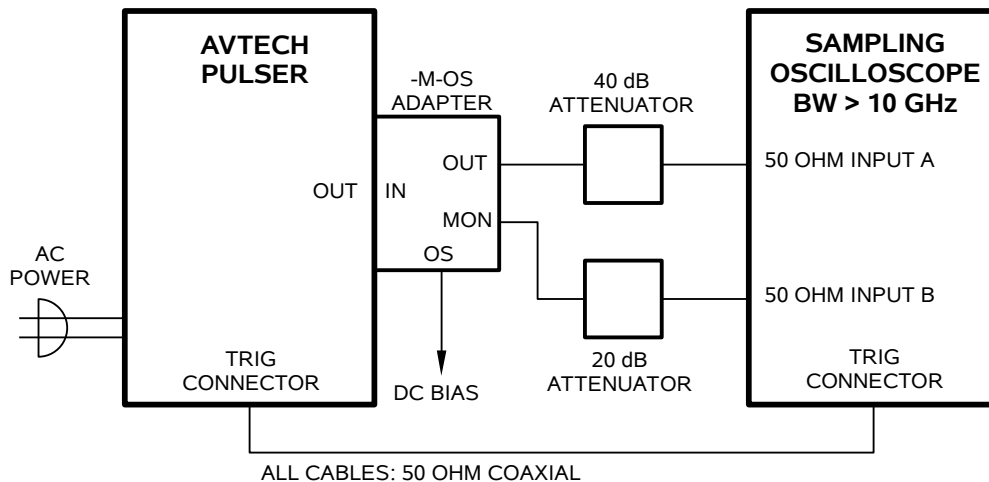 AVTECH
PULSER
-M-OS
ADAPTER
40 dB
ATTENUATOR
SAMPLING
OSCILLOSCOPE
BW > 10 GHz
OUT
50 OHM INPUT A
OUT
IN
MON
OS
AC
POWER
50 OHM INPUT B
TRIG
CONNECTOR
DC BIAS
20 dB
ATTENUATOR
TRIG
CONNECTOR
ALL CABLES: 50 OHM COAXIAL